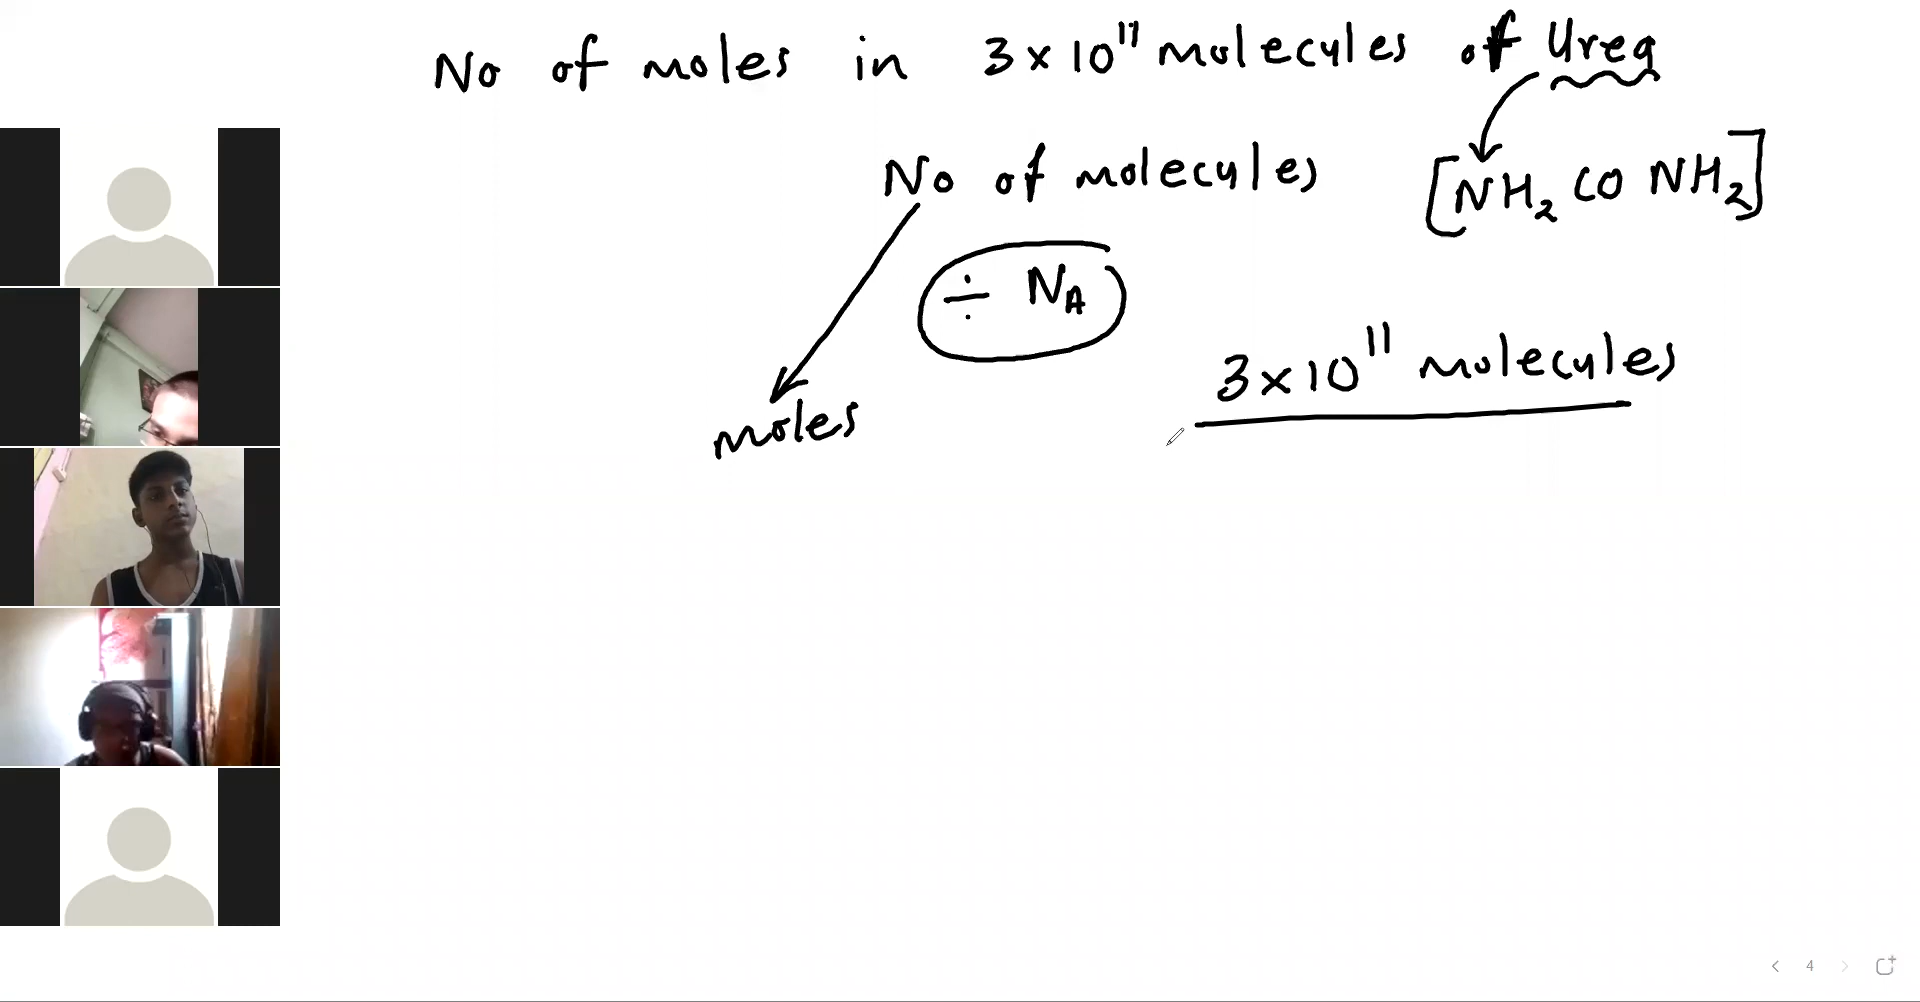 No of moles in 3 x 10¹¹ molecules of Urea
No of molecules
[NH₂ CO NH₂]
÷ NA
3 x 10¹¹ molecules
moles
4